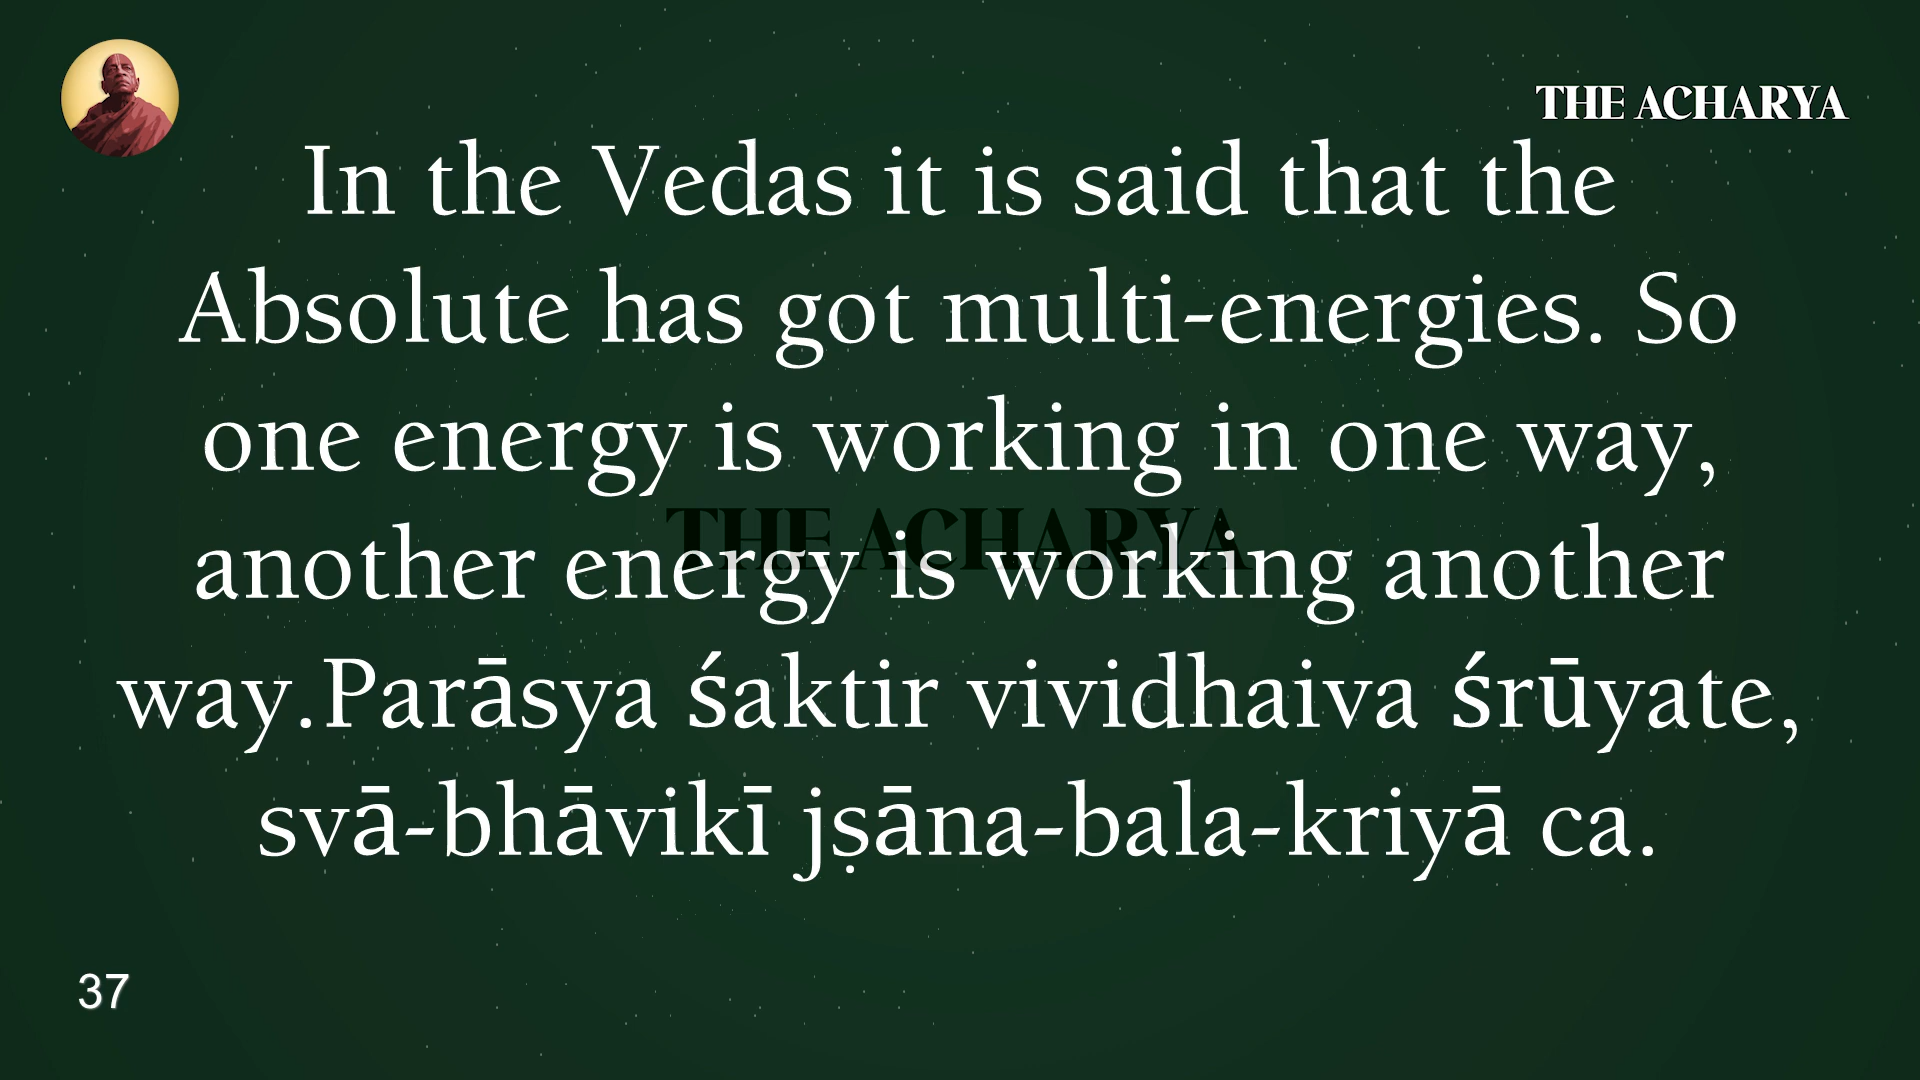 THE ACHARYA
In the Vedas it is said that the
Absolute has got multi-energies. So
one energy is working in one way,
THE ACHARYA
another energy is working another
way.Parāsya śaktir vividhaiva śrūyate,
svā-bhāvikī jṣāna-bala-kriyā ca.
37